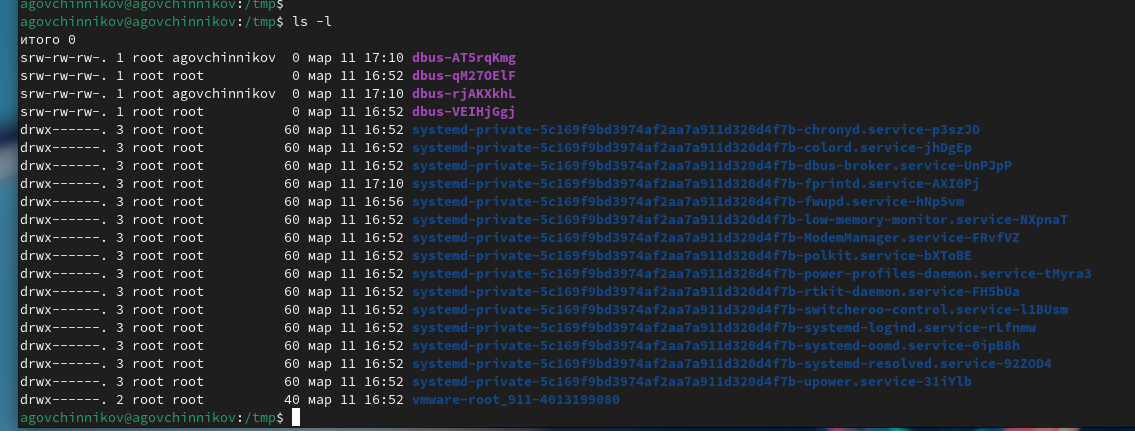 agovchinnikov@agovchinnikov:/tmp$
agovchinnikov@agovchinnikov:/tmp$ ls -l
итого 0
srw-rw-rw-. 1 root agovchinnikov  0 мар 11 17:10 dbus-AT5rqKmg
srw-rw-rw-. 1 root root           0 мар 11 16:52 dbus-qM27OElF
srw-rw-rw-. 1 root agovchinnikov  0 мар 11 17:10 dbus-rjAKXkhL
srw-rw-rw-. 1 root root           0 мар 11 16:52 dbus-VEIHjGgj
drwx------. 3 root root          60 мар 11 16:52 systemd-private-5c169f9bd3974af2aa7a911d320d4f7b-chronyd.service-p3szJO
drwx------. 3 root root          60 мар 11 16:52 systemd-private-5c169f9bd3974af2aa7a911d320d4f7b-colord.service-jhDgEp
drwx------. 3 root root          60 мар 11 16:52 systemd-private-5c169f9bd3974af2aa7a911d320d4f7b-dbus-broker.service-UnPJpP
drwx------. 3 root root          60 мар 11 17:10 systemd-private-5c169f9bd3974af2aa7a911d320d4f7b-fprintd.service-AXI0Pj
drwx------. 3 root root          60 мар 11 16:56 systemd-private-5c169f9bd3974af2aa7a911d320d4f7b-fwupd.service-hNp5vm
drwx------. 3 root root          60 мар 11 16:52 systemd-private-5c169f9bd3974af2aa7a911d320d4f7b-low-memory-monitor.service-NXpnaT
drwx------. 3 root root          60 мар 11 16:52 systemd-private-5c169f9bd3974af2aa7a911d320d4f7b-ModemManager.service-FRvfVZ
drwx------. 3 root root          60 мар 11 16:52 systemd-private-5c169f9bd3974af2aa7a911d320d4f7b-polkit.service-bXToBE
drwx------. 3 root root          60 мар 11 16:52 systemd-private-5c169f9bd3974af2aa7a911d320d4f7b-power-profiles-daemon.service-tMyra3
drwx------. 3 root root          60 мар 11 16:52 systemd-private-5c169f9bd3974af2aa7a911d320d4f7b-rtkit-daemon.service-FH5bUa
drwx------. 3 root root          60 мар 11 16:52 systemd-private-5c169f9bd3974af2aa7a911d320d4f7b-switcheroo-control.service-l1BUsm
drwx------. 3 root root          60 мар 11 16:52 systemd-private-5c169f9bd3974af2aa7a911d320d4f7b-systemd-logind.service-rLfnmw
drwx------. 3 root root          60 мар 11 16:52 systemd-private-5c169f9bd3974af2aa7a911d320d4f7b-systemd-oomd.service-0ipB8h
drwx------. 3 root root          60 мар 11 16:52 systemd-private-5c169f9bd3974af2aa7a911d320d4f7b-systemd-resolved.service-92ZOD4
drwx------. 3 root root          60 мар 11 16:52 systemd-private-5c169f9bd3974af2aa7a911d320d4f7b-upower.service-31iYlb
drwx------. 2 root root          40 мар 11 16:52 vmware-root_911-4013199080
agovchinnikov@agovchinnikov:/tmp$